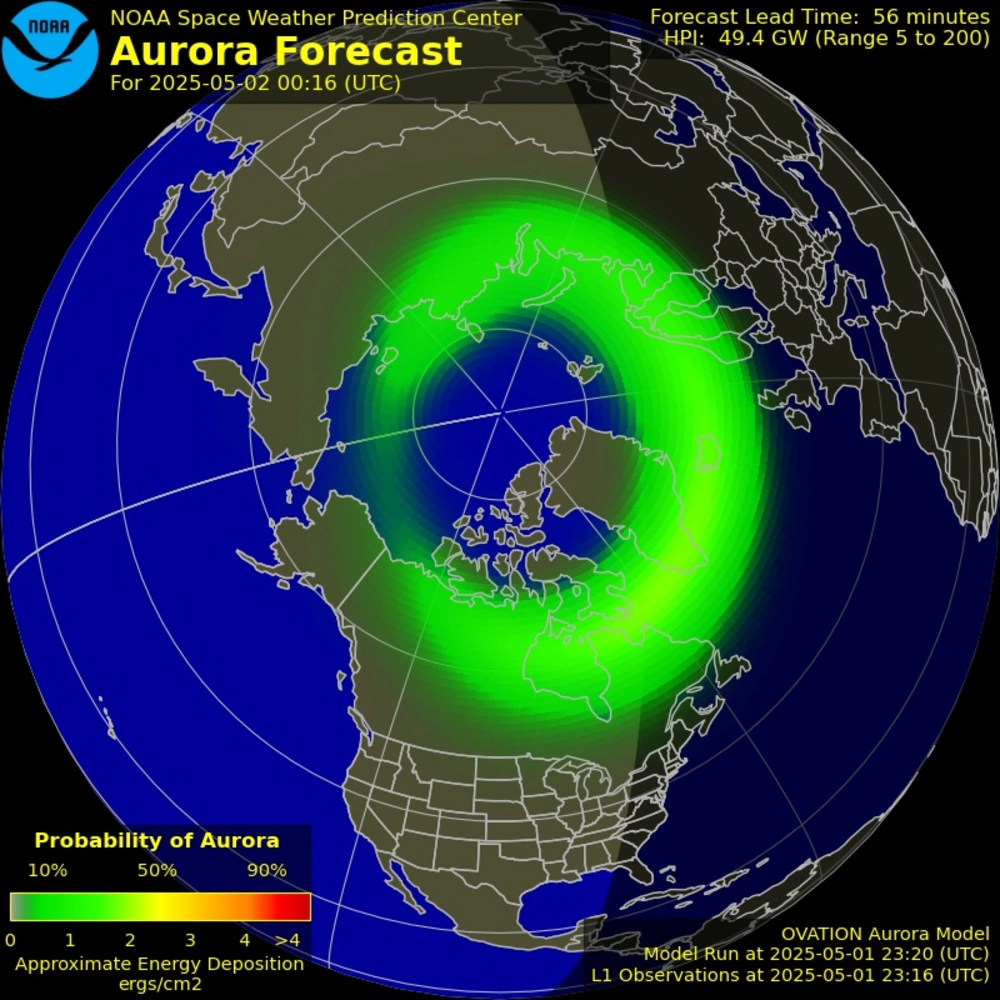 NOAA
NOAA Space Weather Prediction Center
Aurora Forecast
For 2025-05-02 00:16 (UTC)
Forecast Lead Time: 56 minutes
HPI: 49.4 GW (Range 5 to 200)
Probability of Aurora
10% 50% 90%
0 1 2 3 4 >4
Approximate Energy Deposition
ergs/cm2
OVATION Aurora Model
Model Run at 2025-05-01 23:20 (UTC)
L1 Observations at 2025-05-01 23:16 (UTC)